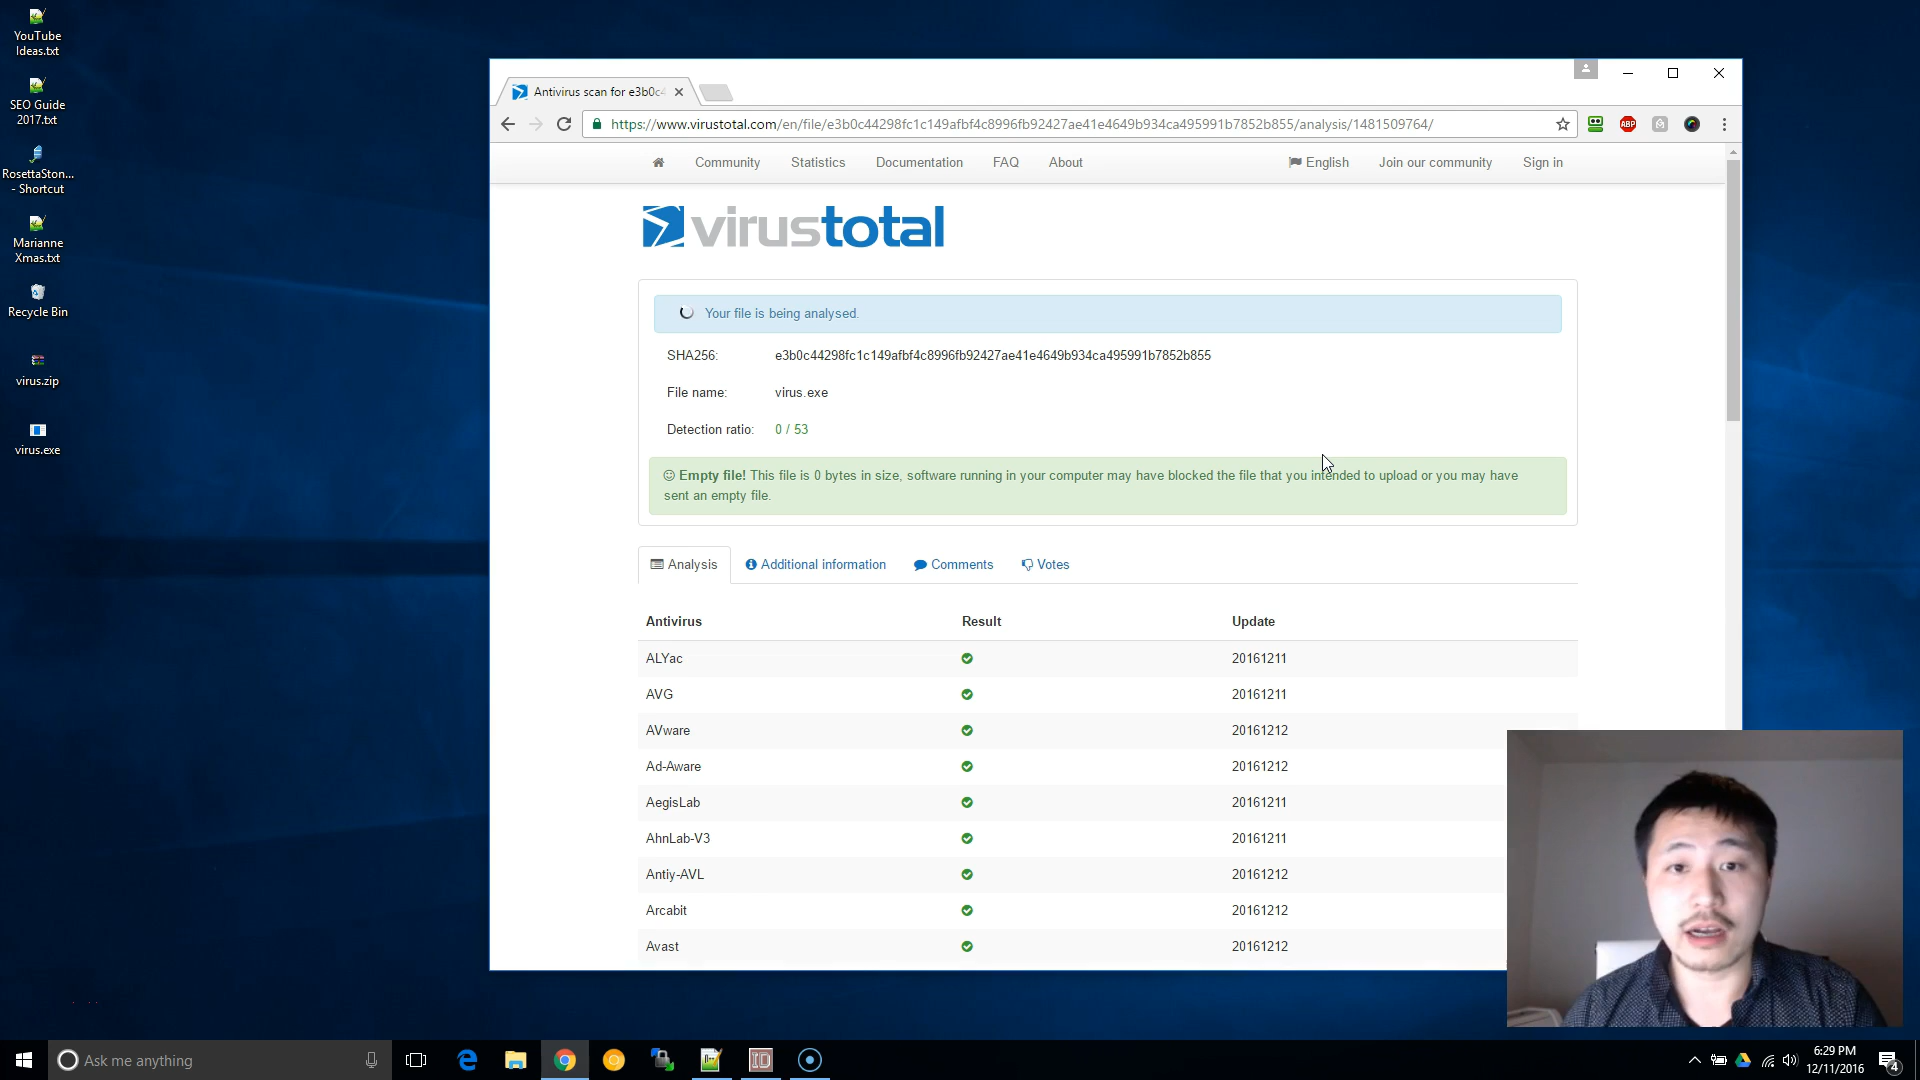 YouTube
Ideas.txt
SEO Guide
2017.txt
RosettaSton...
- Shortcut
Marianne
Xmas.txt
Recycle Bin
virus.zip
virus.exe
Antivirus scan for e3b0c4
https://www.virustotal.com/en/file/e3b0c44298fc1c149afbf4c8996fb92427ae41e4649b934ca495991b7852b855/analysis/1481509764/
ABP
Community Statistics Documentation FAQ About English Join our community Sign in
virustotal
Your file is being analysed.
SHA256: e3b0c44298fc1c149afbf4c8996fb92427ae41e4649b934ca495991b7852b855
File name: virus.exe
Detection ratio: 0 / 53
Empty file! This file is 0 bytes in size, software running in your computer may have blocked the file that you intended to upload or you may have
sent an empty file.
Analysis Additional information Comments Votes
Antivirus Result Update
ALYac 20161211
AVG 20161211
AVware 20161212
Ad-Aware 20161212
AegisLab 20161211
AhnLab-V3 20161211
Antiy-AVL 20161212
Arcabit 20161212
Avast 20161212
Ask me anything
6:29 PM
12/11/2016
4